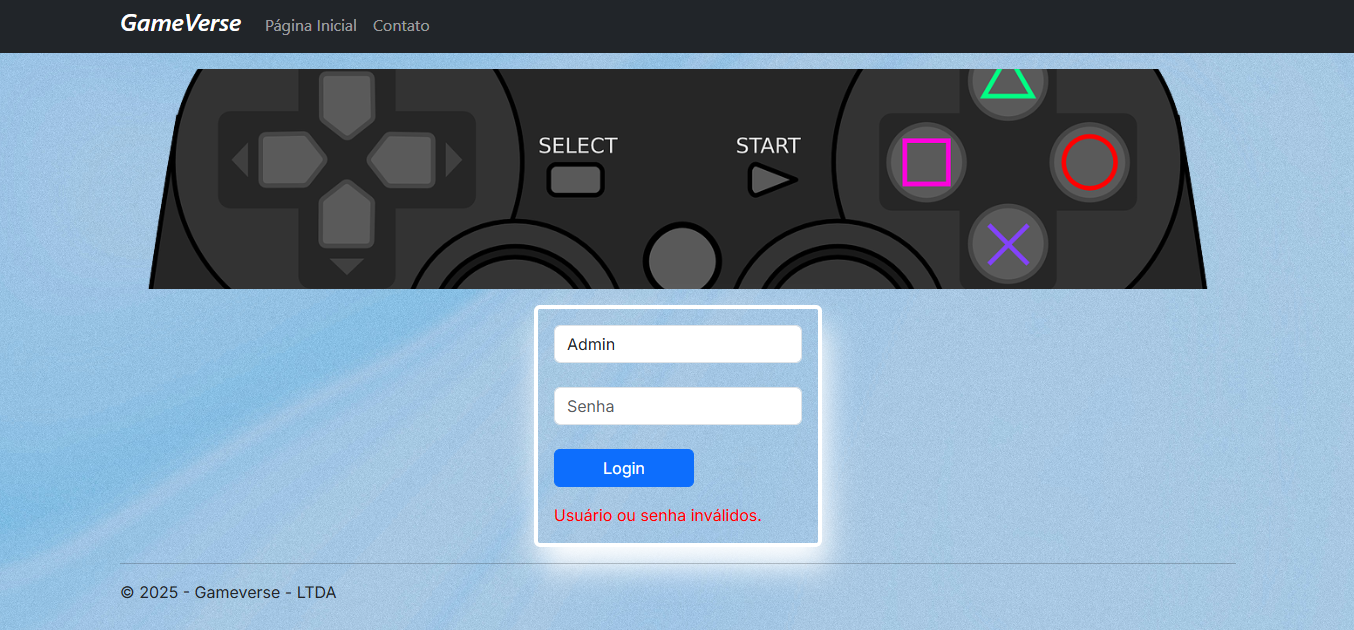 GameVerse Página Inicial Contato
SELECT START
Admin
Senha
Login
Usuário ou senha inválidos.
© 2025 - Gameverse - LTDA